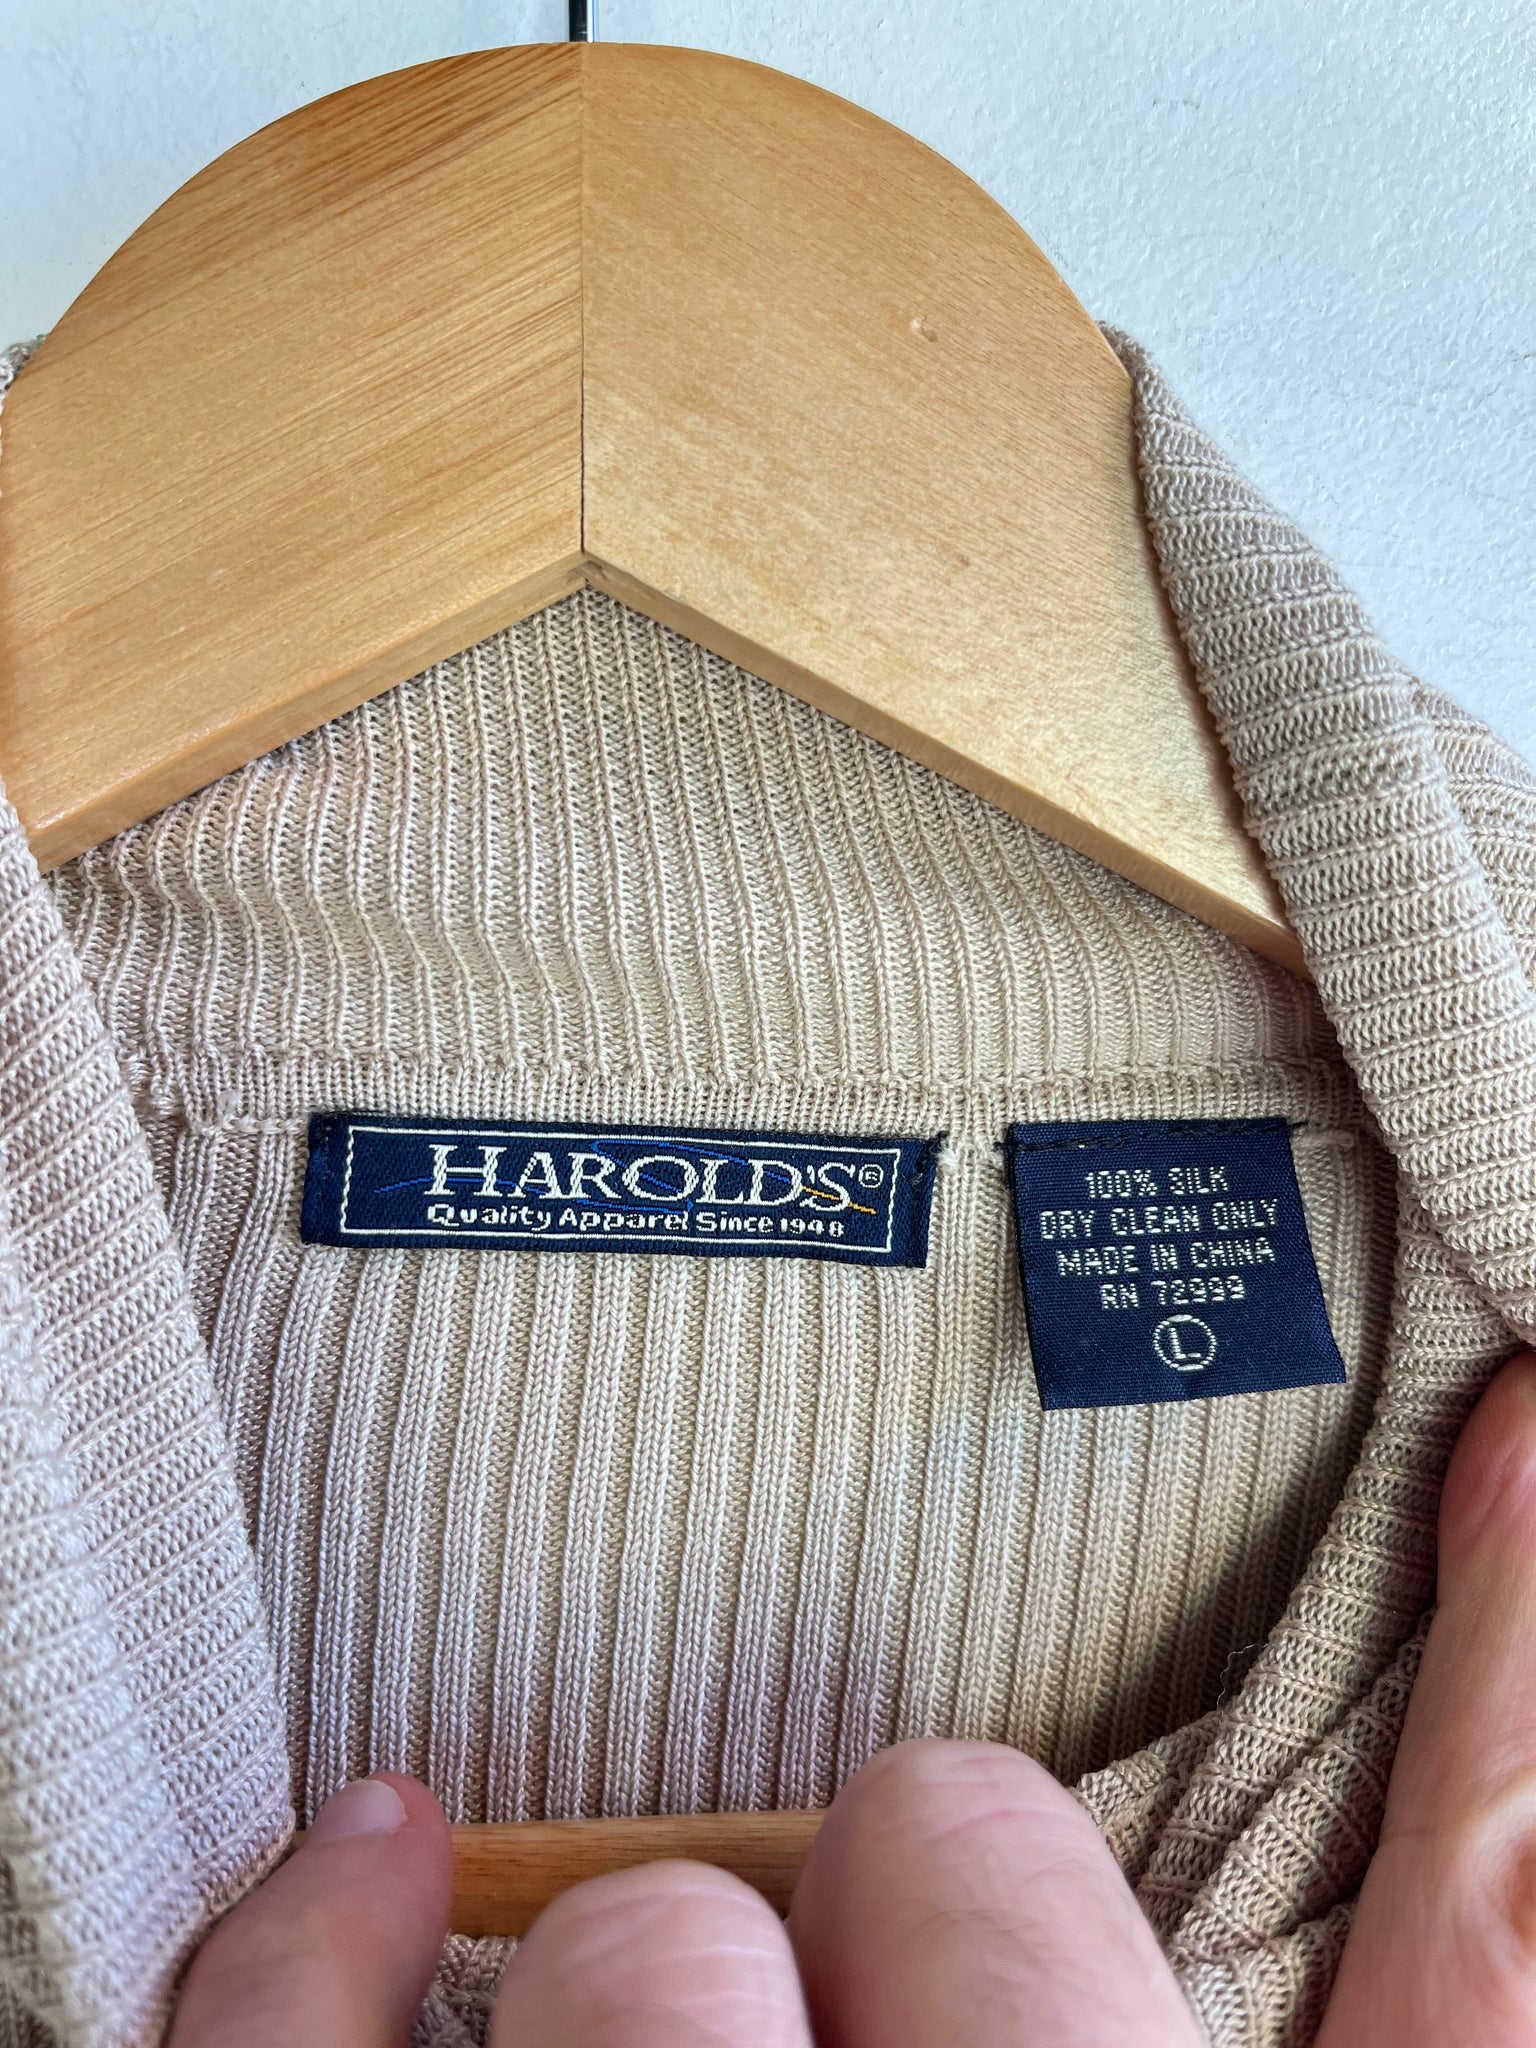 HAROLD'S®
Quality Apparel Since 1948
100% SILK
DRY CLEAN ONLY
MADE IN CHINA
RN 72999
L